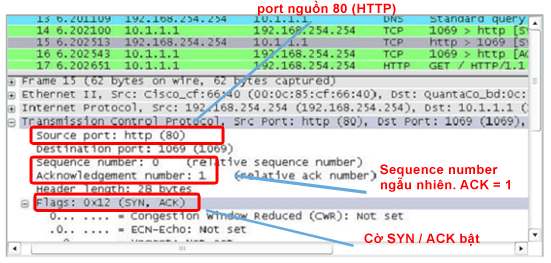 port nguồn 80 (HTTP)
13 6.201109 192.168.254.254 10.1.1.1 DNS Standard query
14 6.202100 10.1.1.1 192.168.254.254 TCP 1069 > http [SY
15 6.202513 192.168.254.254 10.1.1.1 TCP http > 1069 [SY
16 6.202543 10.1.1.1 192.168.254.254 TCP 1069 > http [AC
17 6.202651 10.1.1.1 192.168.254.254 HTTP GET / HTTP/1.1
Frame 15 (62 bytes on wire, 62 bytes captured)
Ethernet II, Src: Cisco_cf:66:40 (00:0c:85:cf:66:40), Dst: QuantaCo_bd:0c:
Internet Protocol, Src: 192.168.254.254 (192.168.254.254), Dst: 10.1.1.1 (1
Transmission Control Protocol, Src Port: http (80), Dst Port: 1069 (1069),
Source port: http (80)
Destination port: 1069 (1069)
Sequence number: 0 (relative sequence number)
Acknowledgement number: 1 (relative ack number)
Header length: 28 bytes
Flags: 0x12 (SYN, ACK)
0... .... = Congestion Window Reduced (CWR): Not set
.0.. .... = ECN-Echo: Not set
Sequence number
ngẫu nhiên. ACK = 1
Cờ SYN / ACK bật